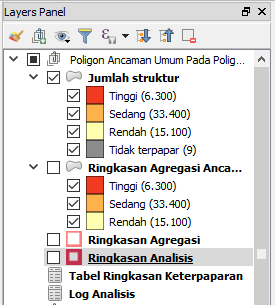 Layers Panel
Poligon Ancaman Umum Pada Polig...
Jumlah struktur
Tinggi (6.300)
Sedang (33.400)
Rendah (15.100)
Tidak terpapar (9)
Ringkasan Agregasi Anca...
Tinggi (6.300)
Sedang (33.400)
Rendah (15.100)
Ringkasan Agregasi
Ringkasan Analisis
Tabel Ringkasan Keterpaparan
Log Analisis